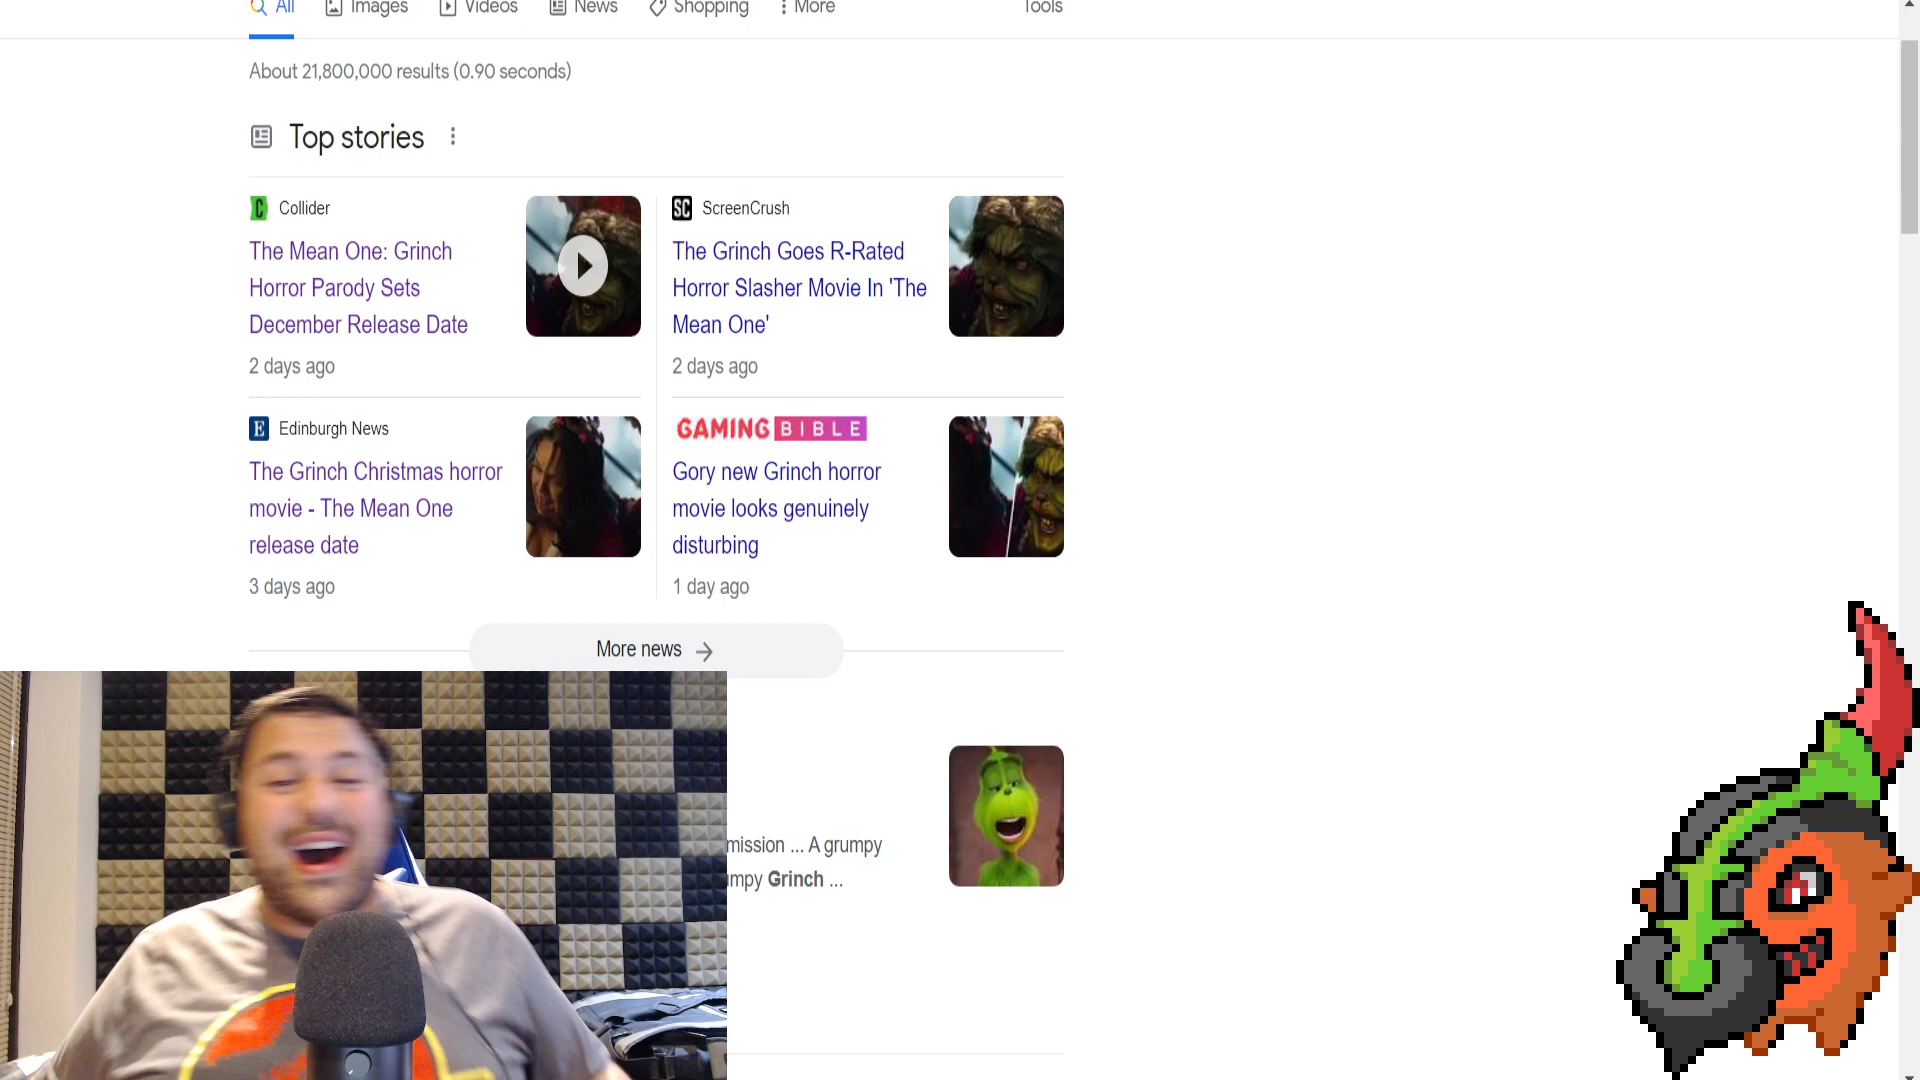 All Images Videos News Shopping More Tools
About 21,800,000 results (0.90 seconds)
Top stories
C Collider
The Mean One: Grinch
Horror Parody Sets
December Release Date
2 days ago
SC ScreenCrush
The Grinch Goes R-Rated
Horror Slasher Movie In 'The
Mean One'
2 days ago
E Edinburgh News
The Grinch Christmas horror
movie - The Mean One
release date
3 days ago
GAMING BIBLE
Gory new Grinch horror
movie looks genuinely
disturbing
1 day ago
More news
mission ... A grumpy
Grinch ...